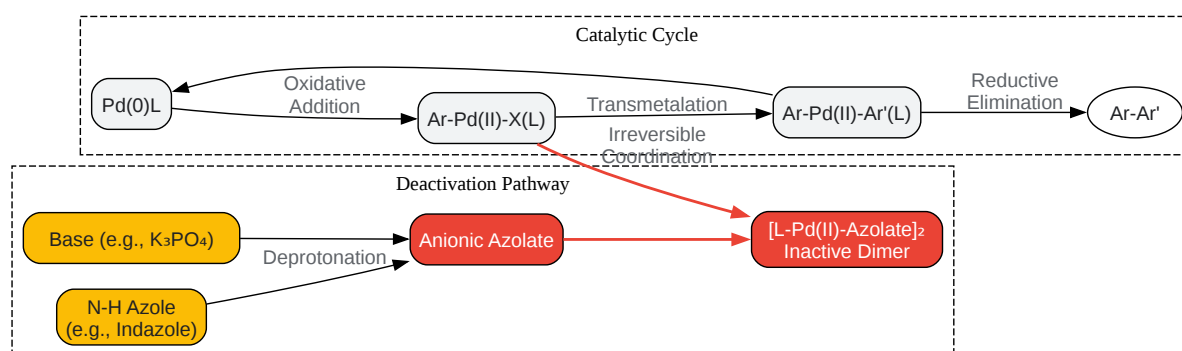 Catalytic Cycle
Pd(0)L
Oxidative
Addition
Ar-Pd(II)-X(L)
Transmetalation
Ar-Pd(II)-Ar'(L)
Reductive
Elimination
Ar-Ar'
Irreversible
Coordination
Deactivation Pathway
Base (e.g., K₃PO₄)
Deprotonation
N-H Azole
(e.g., Indazole)
Anionic Azolate
[L-Pd(II)-Azolate]₂
Inactive Dimer